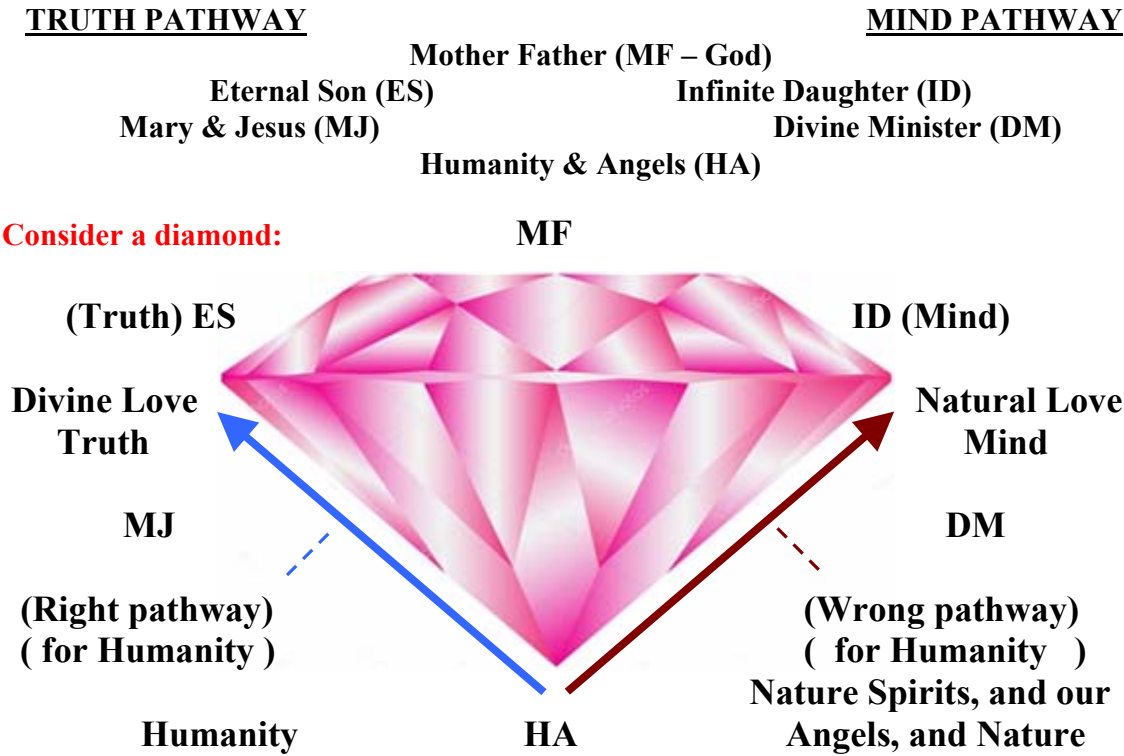 TRUTH PATHWAY MIND PATHWAY
Mother Father (MF – God)
Eternal Son (ES) Infinite Daughter (ID)
Mary & Jesus (MJ) Divine Minister (DM)
Humanity & Angels (HA)
Consider a diamond: MF
(Truth) ES ID (Mind)
Divine Love Natural Love
Truth Mind
MJ DM
(Right pathway) (Wrong pathway)
( for Humanity ) ( for Humanity )
Nature Spirits, and our
Humanity HA Angels, and Nature